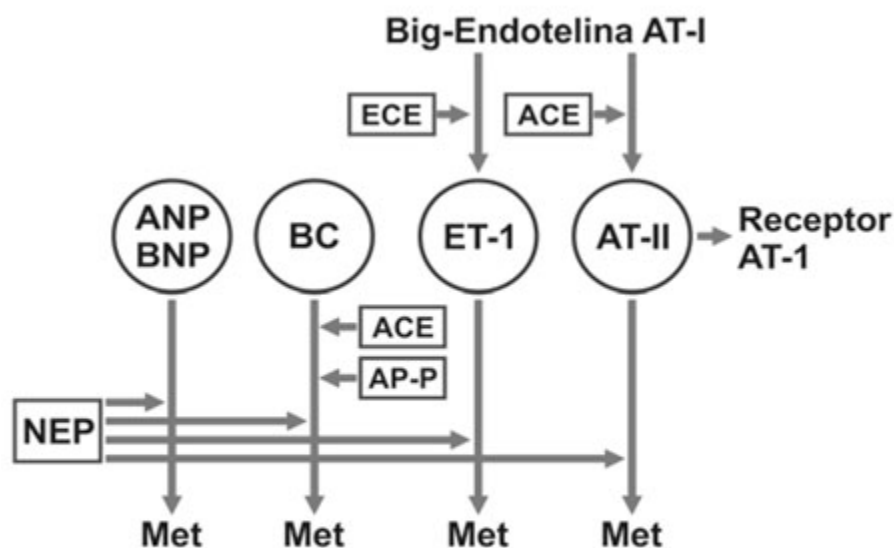 Big-Endotelina AT-I
ECE
ACE
ANP
BNP
BC
ET-1
AT-II
Receptor
AT-1
ACE
AP-P
NEP
Met
Met
Met
Met